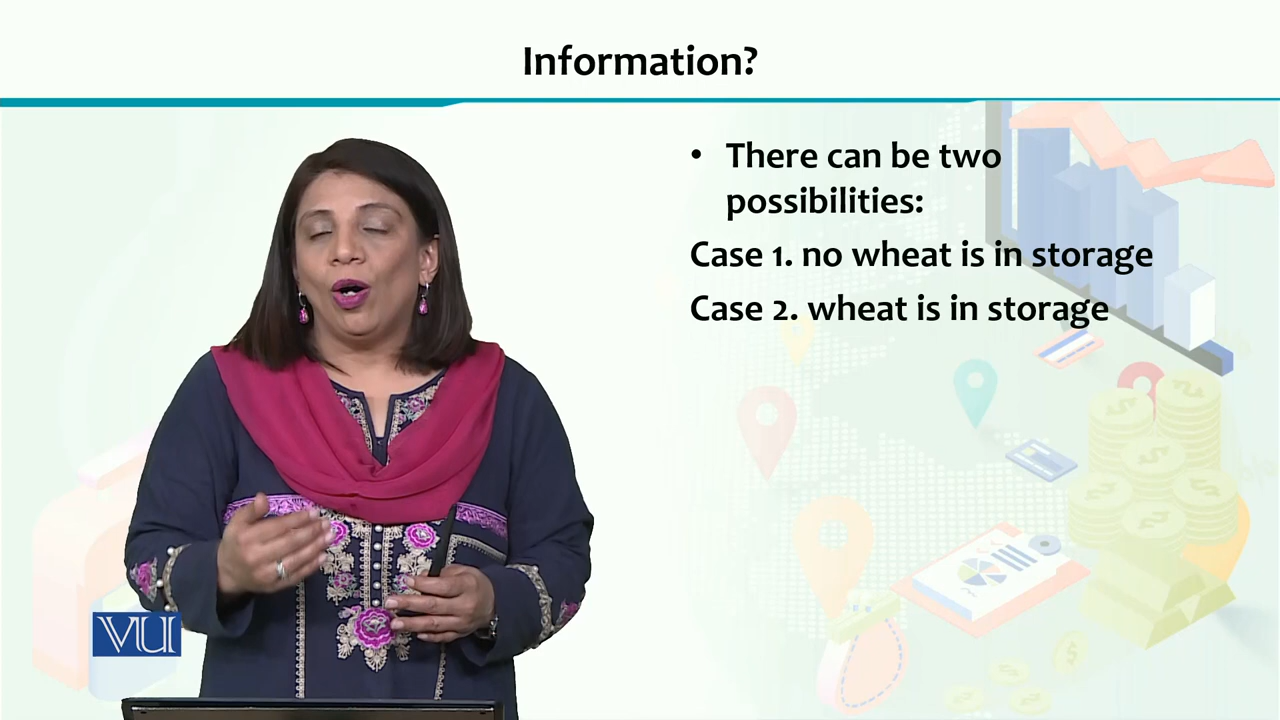 Information?
• There can be two
possibilities:
Case 1. no wheat is in storage
Case 2. wheat is in storage
VU